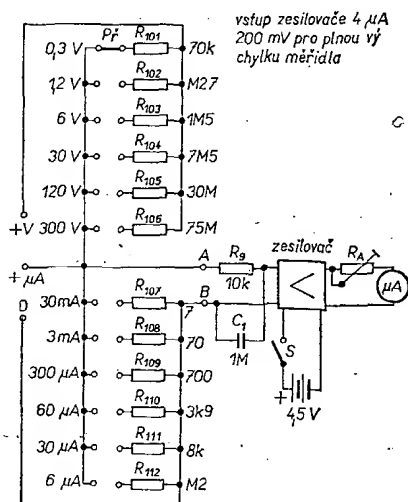 vstup zesilovače 4 μA
200 mV pro plnou vý
chylku měřidla
Př
0,3 V R101 70k
1,2 V R102 M27
6 V R103 1M5
30 V R104 7M5
120 V R105 30M
300 V R106 75M
+V
+ μA
A R9 10k
zesilovač
RA
μA
30mA R107 7
B
C1 1M
S
+ 4,5 V
0
3mA R108 70
300 μA R109 700
60 μA R110 3k9
30 μA R111 8k
6 μA R112 M2